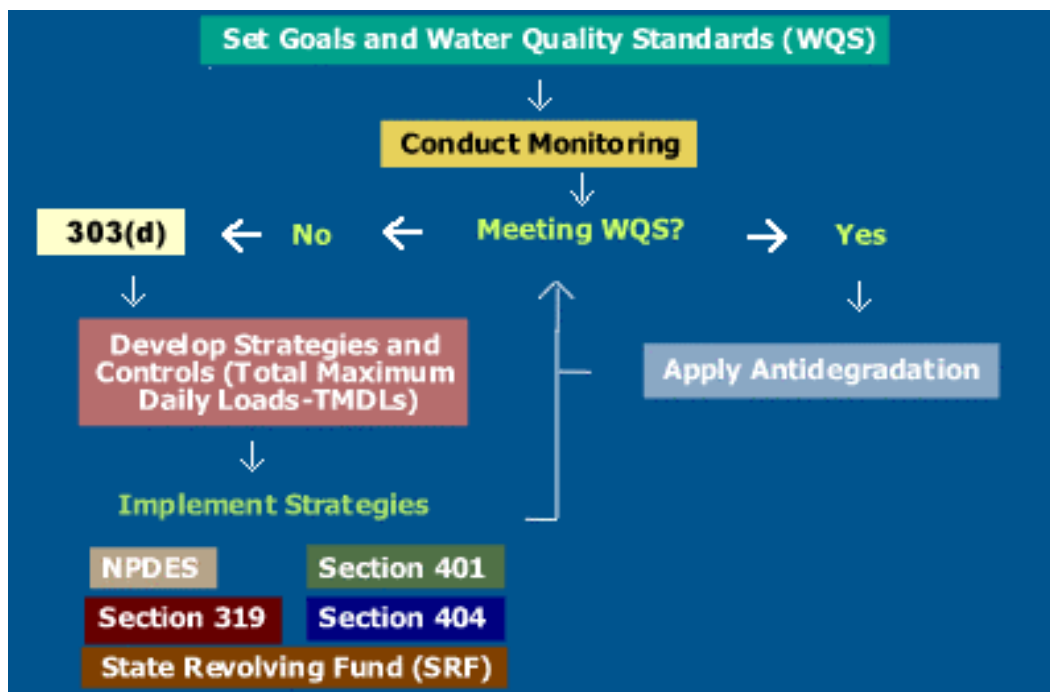 Set Goals and Water Quality Standards (WQS)
Conduct Monitoring
303(d)
No
Meeting WQS?
Yes
Develop Strategies and
Controls (Total Maximum
Daily Loads-TMDLs)
Apply Antidegradation
Implement Strategies
NPDES
Section 401
Section 319
Section 404
State Revolving Fund (SRF)